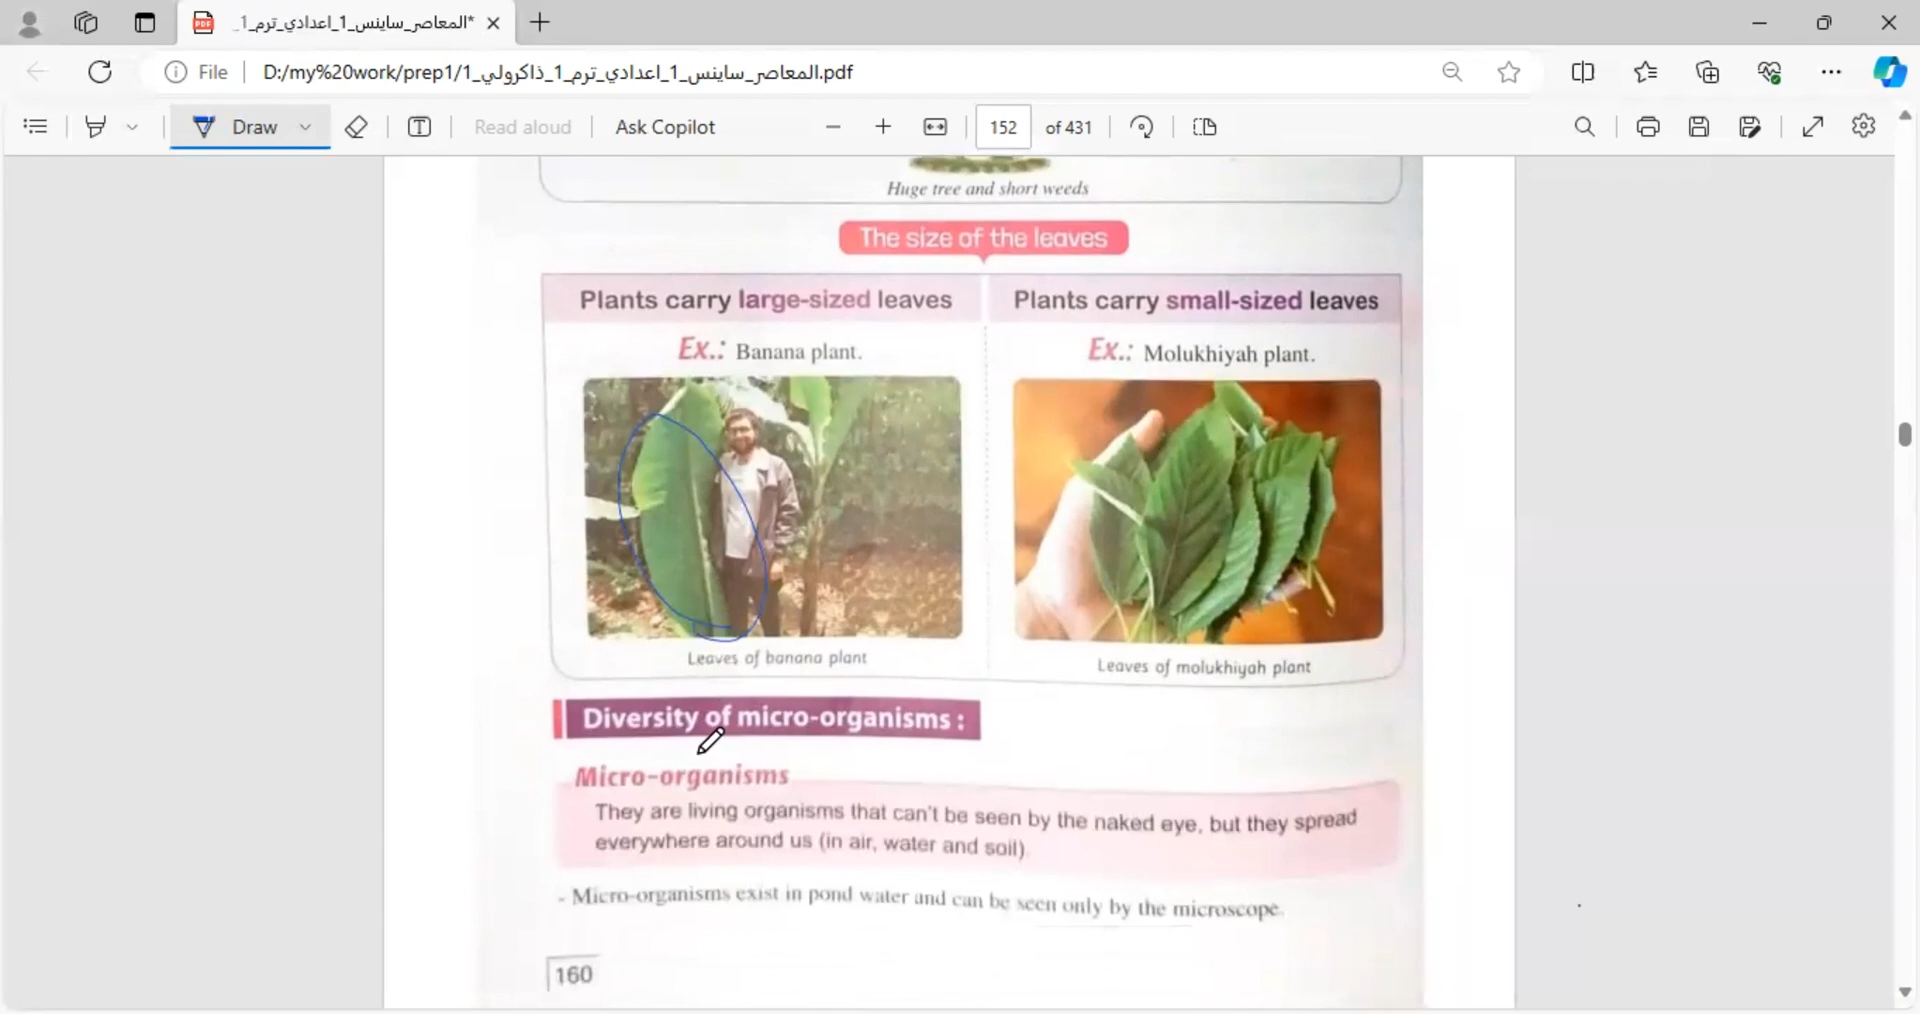 *المعاصر_ساينس_1_اعدادي_ترم_1_
File
D:/my%20work/prep1/المعاصر_ساينس_1_اعدادي_ترم_1_ذاكرولي_1.pdf
Draw
Read aloud
Ask Copilot
152 of 431
Huge tree and short weeds
The size of the leaves
Plants carry large-sized leaves
Plants carry small-sized leaves
Ex.: Banana plant.
Ex.: Molukhiyah plant.
Leaves of banana plant
Leaves of molukhiyah plant
Diversity of micro-organisms :
Micro-organisms
They are living organisms that can't be seen by the naked eye, but they spread
everywhere around us (in air, water and soil).
- Micro-organisms exist in pond water and can be seen only by the microscope.
160